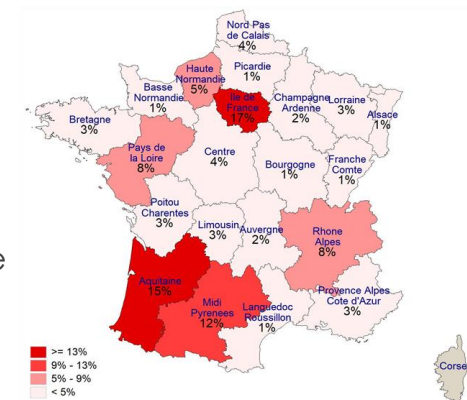 Nord Pas
de Calais
4%
Haute
Normandie
5%
Picardie
1%
Basse
Normandie
1%
Ile de
France
17%
Champagne
Ardenne
2%
Lorraine
3%
Alsace
1%
Bretagne
3%
Pays de
la Loire
8%
Centre
4%
Bourgogne
1%
Franche
Comte
1%
Poitou
Charentes
3%
Limousin
3%
Auvergne
2%
Rhone
Alpes
8%
e
Aquitaine
15%
Midi
Pyrenees
12%
Languedoc
Roussillon
1%
Provence Alpes
Cote d'Azur
3%
Corse
>= 13%
9% - 13%
5% - 9%
< 5%